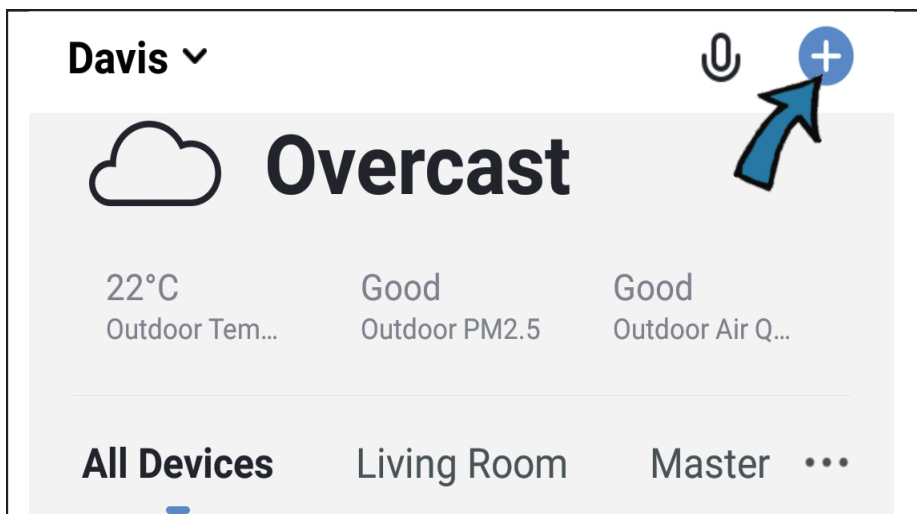 Davis
Overcast
22°C Good Good
Outdoor Tem... Outdoor PM2.5 Outdoor Air Q...
All Devices Living Room Master